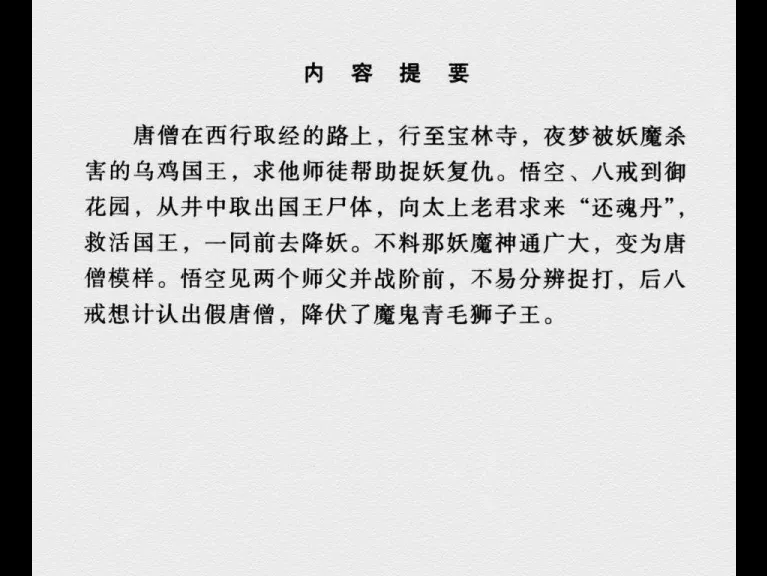 内 容 提 要
唐僧在西行取经的路上，行至宝林寺，夜梦被妖魔杀
害的乌鸡国王，求他师徒帮助捉妖复仇。悟空、八戒到御
花园，从井中取出国王尸体，向太上老君求来“还魂丹”，
救活国王，一同前去降妖。不料那妖魔神通广大，变为唐
僧模样。悟空见两个师父并战阶前，不易分辨捉打，后八
戒想计认出假唐僧，降伏了魔鬼青毛狮子王。